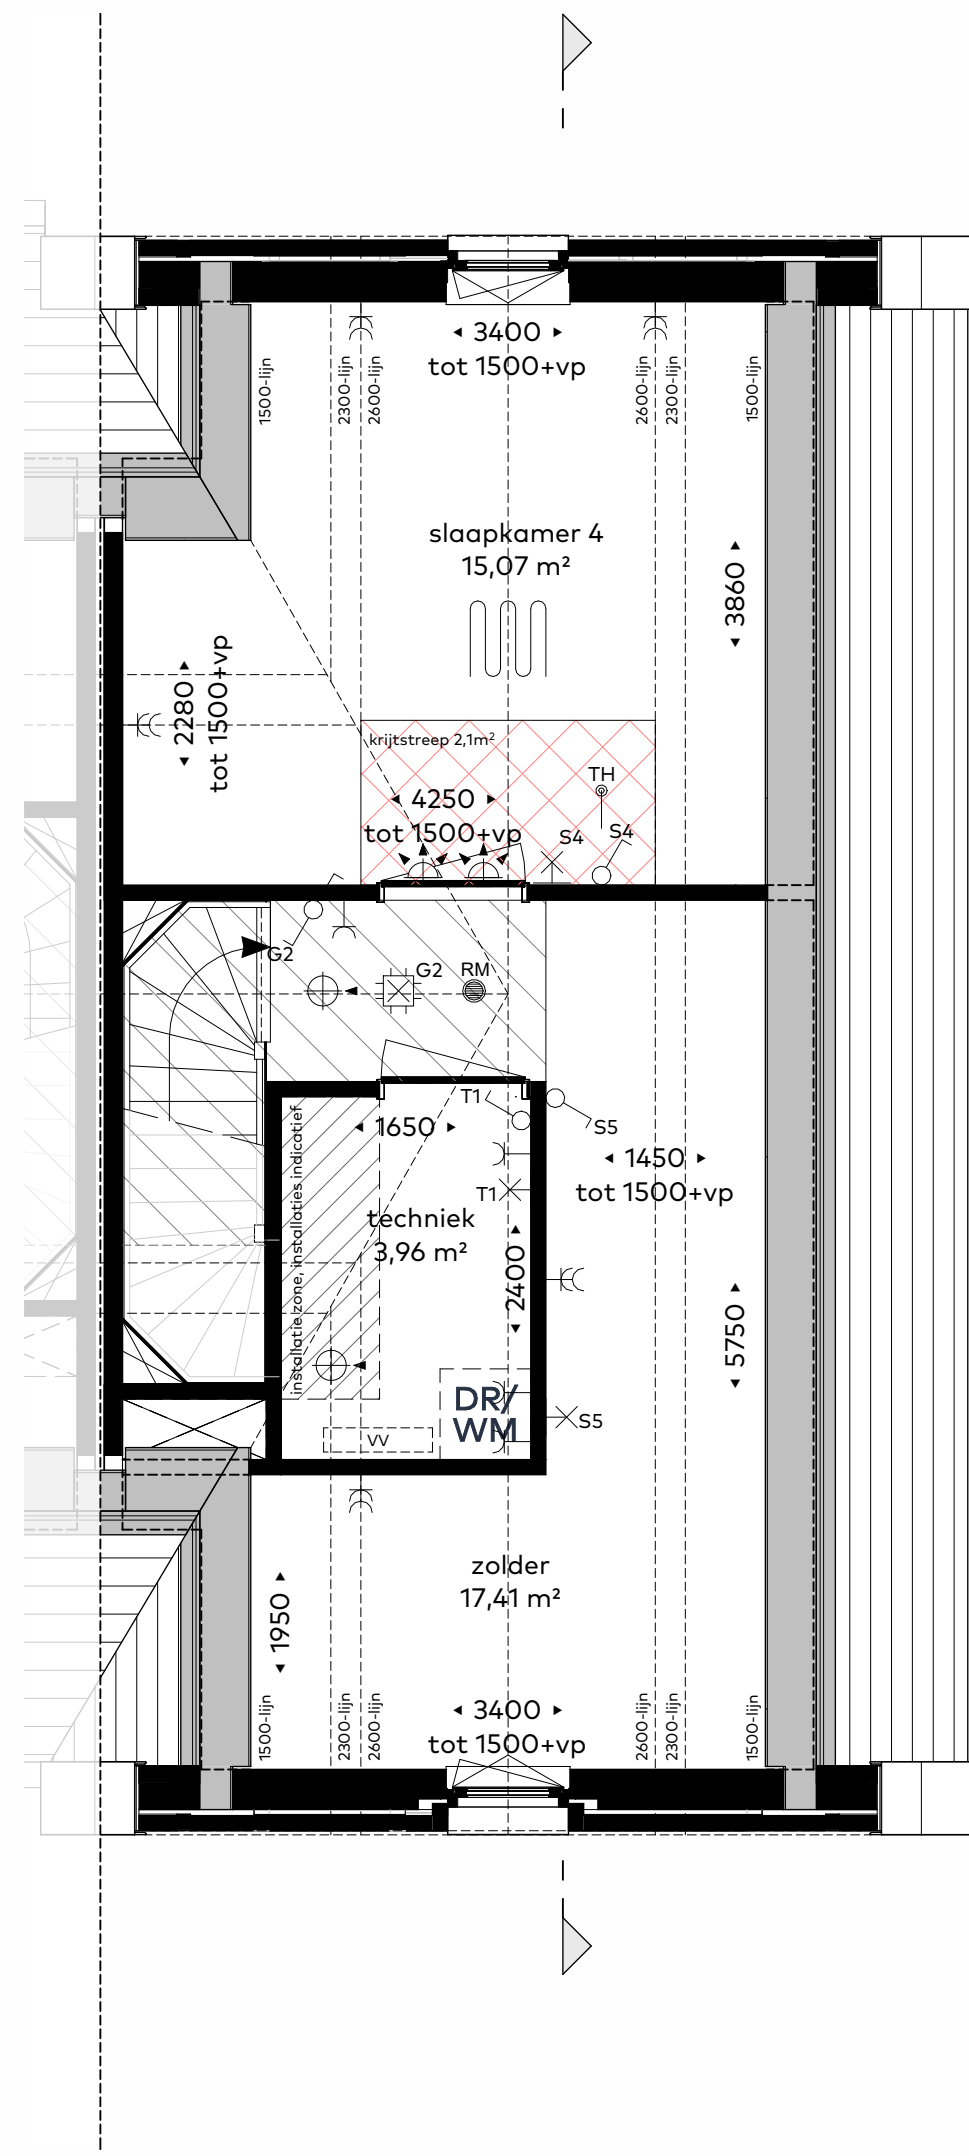 3400
tot 1500+vp
1500-lijn
2300-lijn
2600-lijn
2600-lijn
2300-lijn
1500-lijn
slaapkamer 4
15,07 m²
3860
2280
tot 1500+vp
krijtstreep 2,1m²
TH
4250
tot 1500+vp
S4
S4
G2
G2
RM
T1
S5
1650
installatie zone, installaties indicatief
1450
tot 1500+vp
T1
techniek
3,96 m²
2400
5750
DR/
WM
S5
VV
zolder
17,41 m²
1950
1500-lijn
2300-lijn
2600-lijn
2600-lijn
2300-lijn
1500-lijn
3400
tot 1500+vp